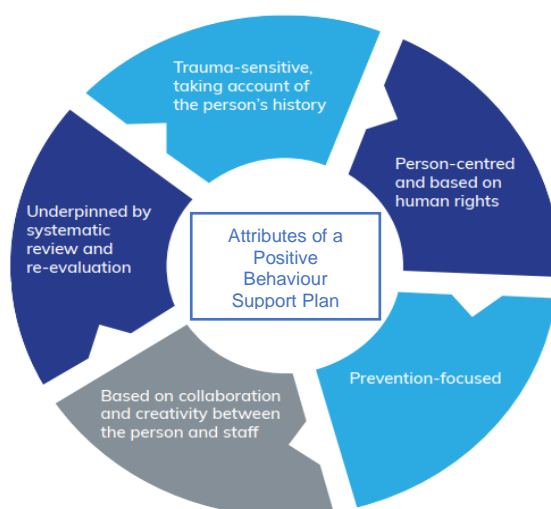 Trauma-sensitive,
taking account of
the person's history
Person-centred
and based on
human rights
Prevention-focused
Based on collaboration
and creativity between
the person and staff
Underpinned by
systematic
review and
re-evaluation
Attributes of a
Positive
Behaviour
Support Plan